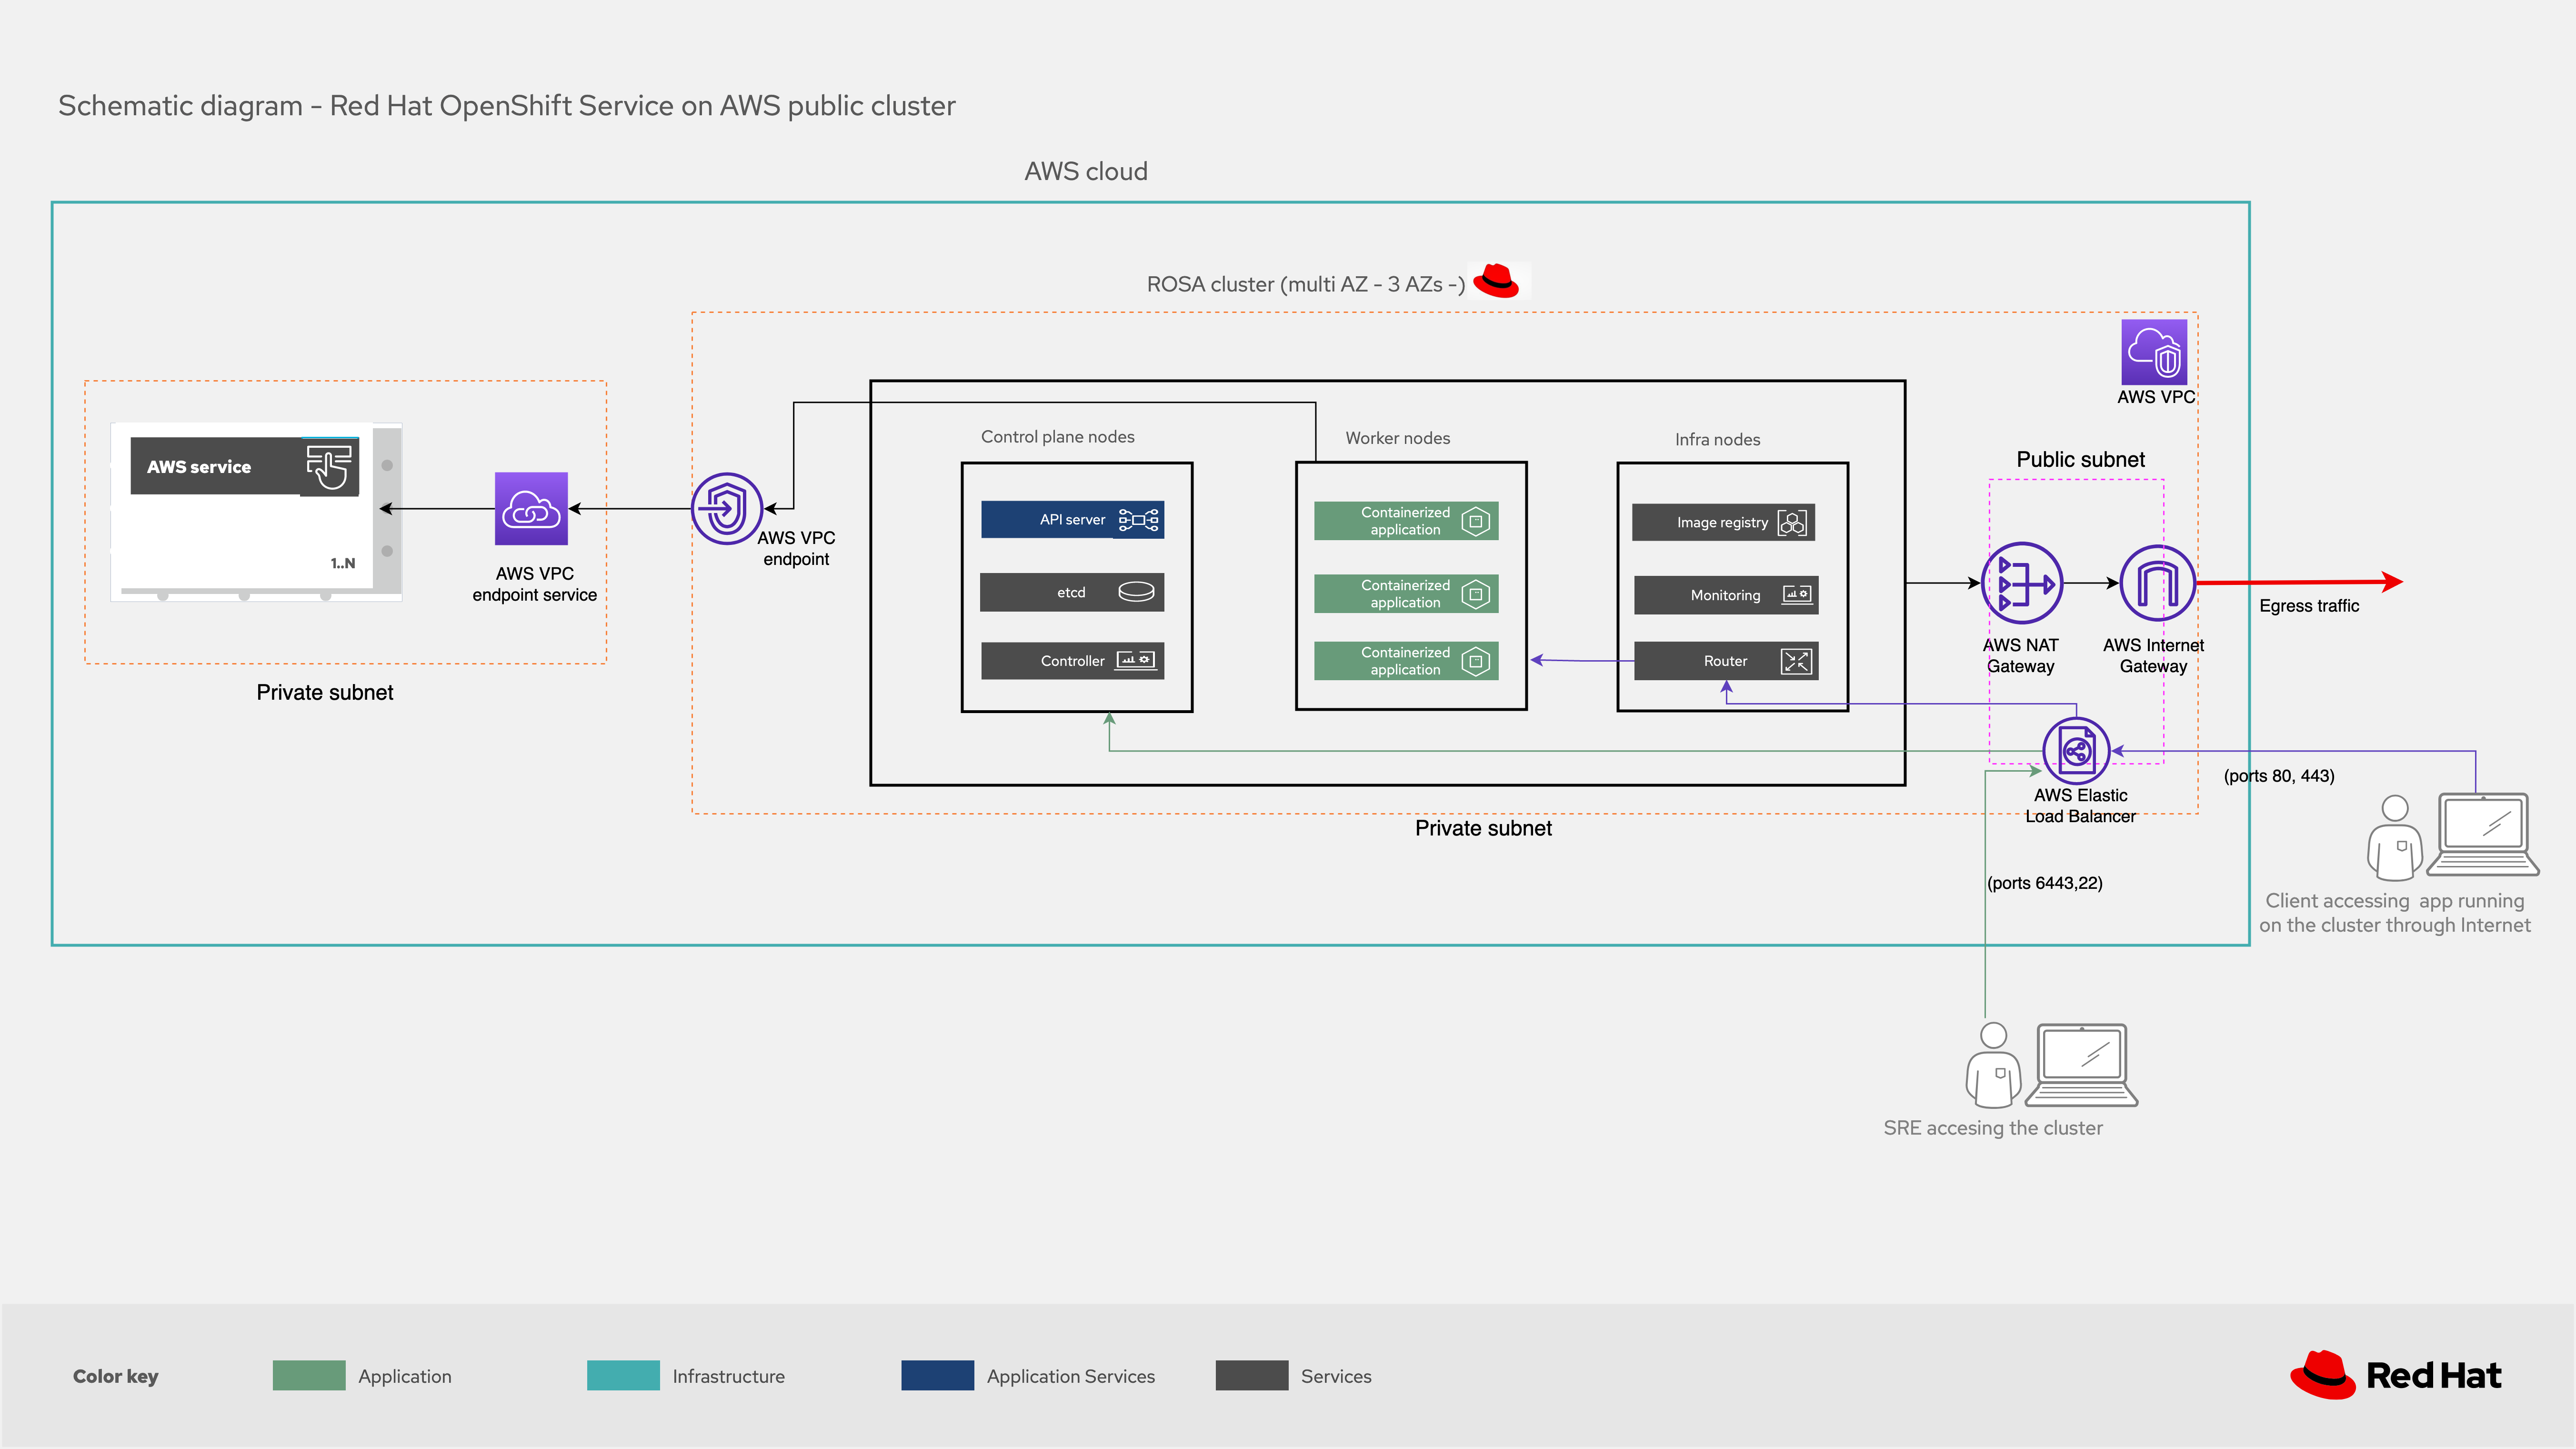 Schematic diagram - Red Hat OpenShift Service on AWS public cluster
AWS cloud
ROSA cluster (multi AZ - 3 AZs -)
AWS VPC
AWS service
1..N
AWS VPC
endpoint service
Private subnet
AWS VPC
endpoint
Control plane nodes
API server
etcd
Controller
Worker nodes
Containerized
application
Containerized
application
Containerized
application
Infra nodes
Image registry
Monitoring
Router
Public subnet
AWS NAT
Gateway
AWS Internet
Gateway
Egress traffic
AWS Elastic
Load Balancer
Private subnet
(ports 80, 443)
(ports 6443,22)
Client accessing app running
on the cluster through Internet
SRE accesing the cluster
Color key
Application
Infrastructure
Application Services
Services
Red Hat